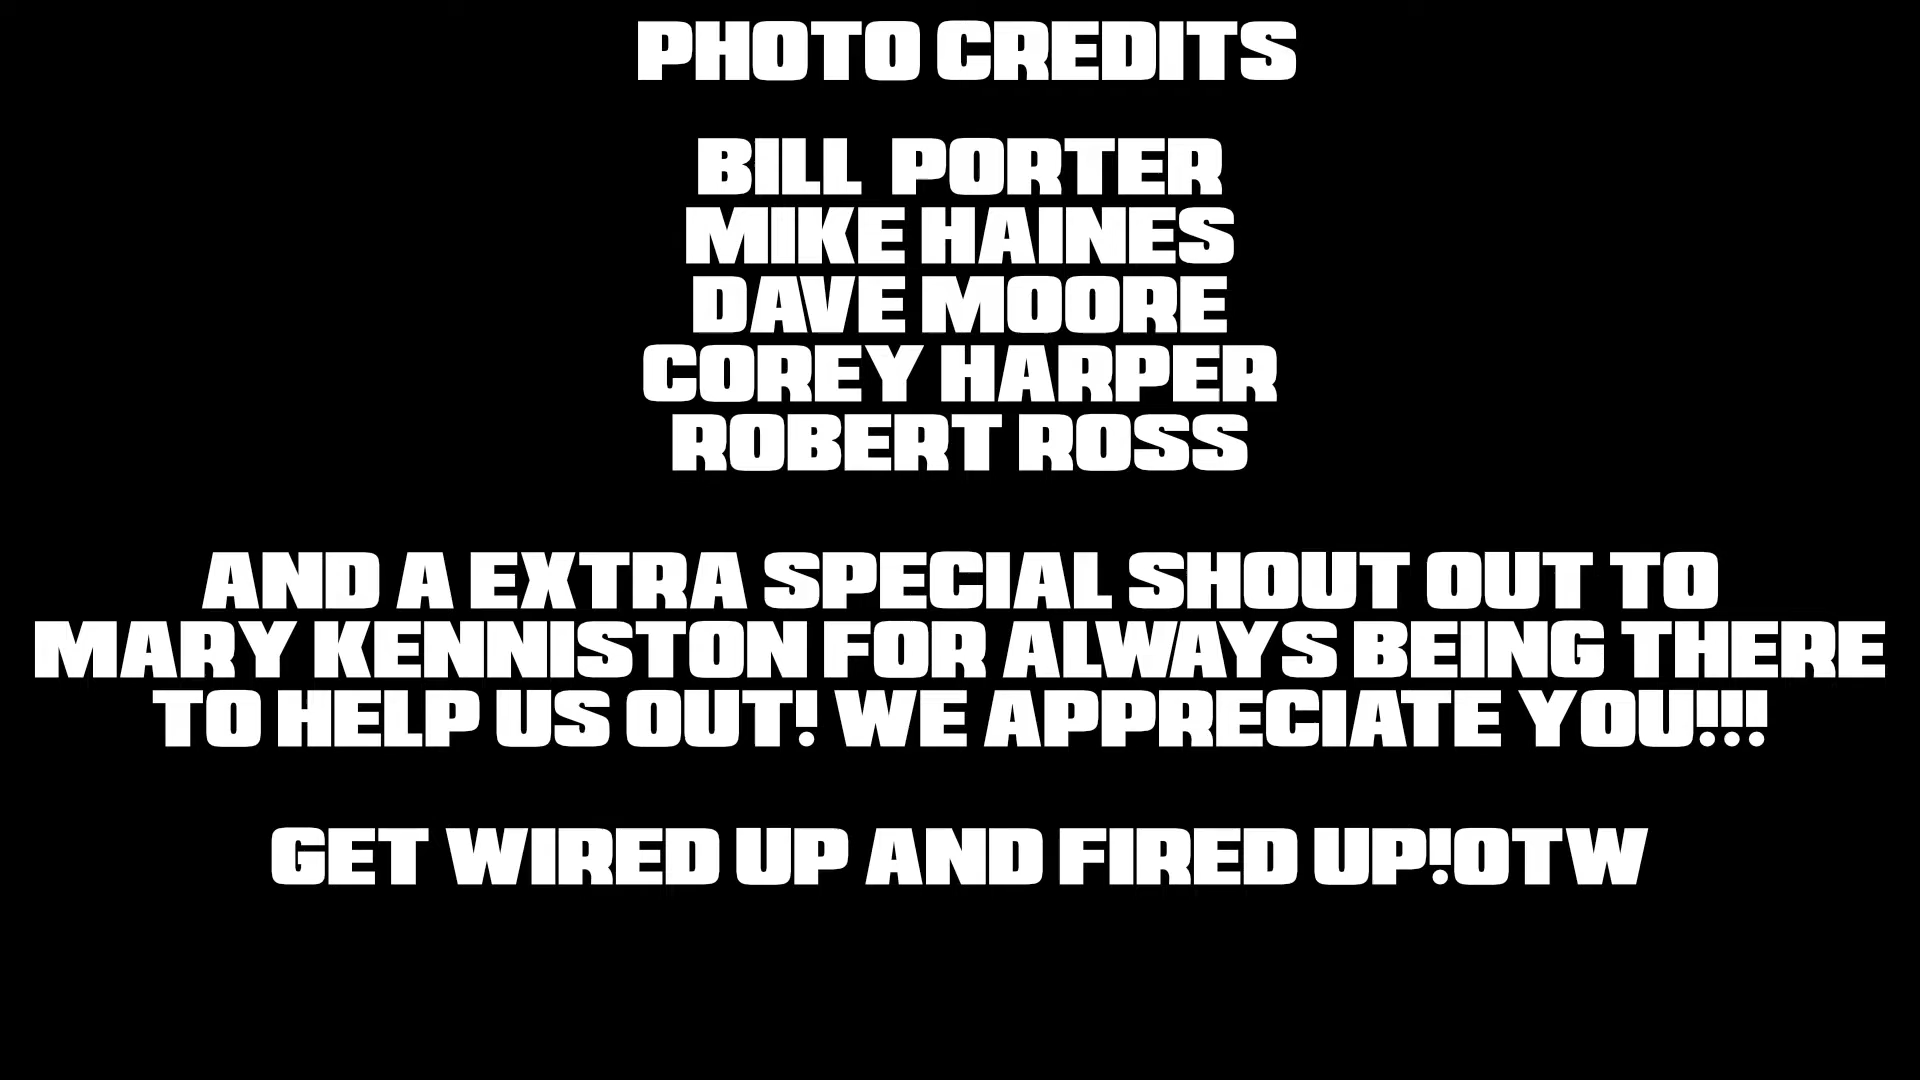 PHOTO CREDITS
BILL PORTER
MIKE HAINES
DAVE MOORE
COREY HARPER
ROBERT ROSS
AND A EXTRA SPECIAL SHOUT OUT TO
MARY KENNISTON FOR ALWAYS BEING THERE
TO HELP US OUT! WE APPRECIATE YOU!!!
GET WIRED UP AND FIRED UP!OTW